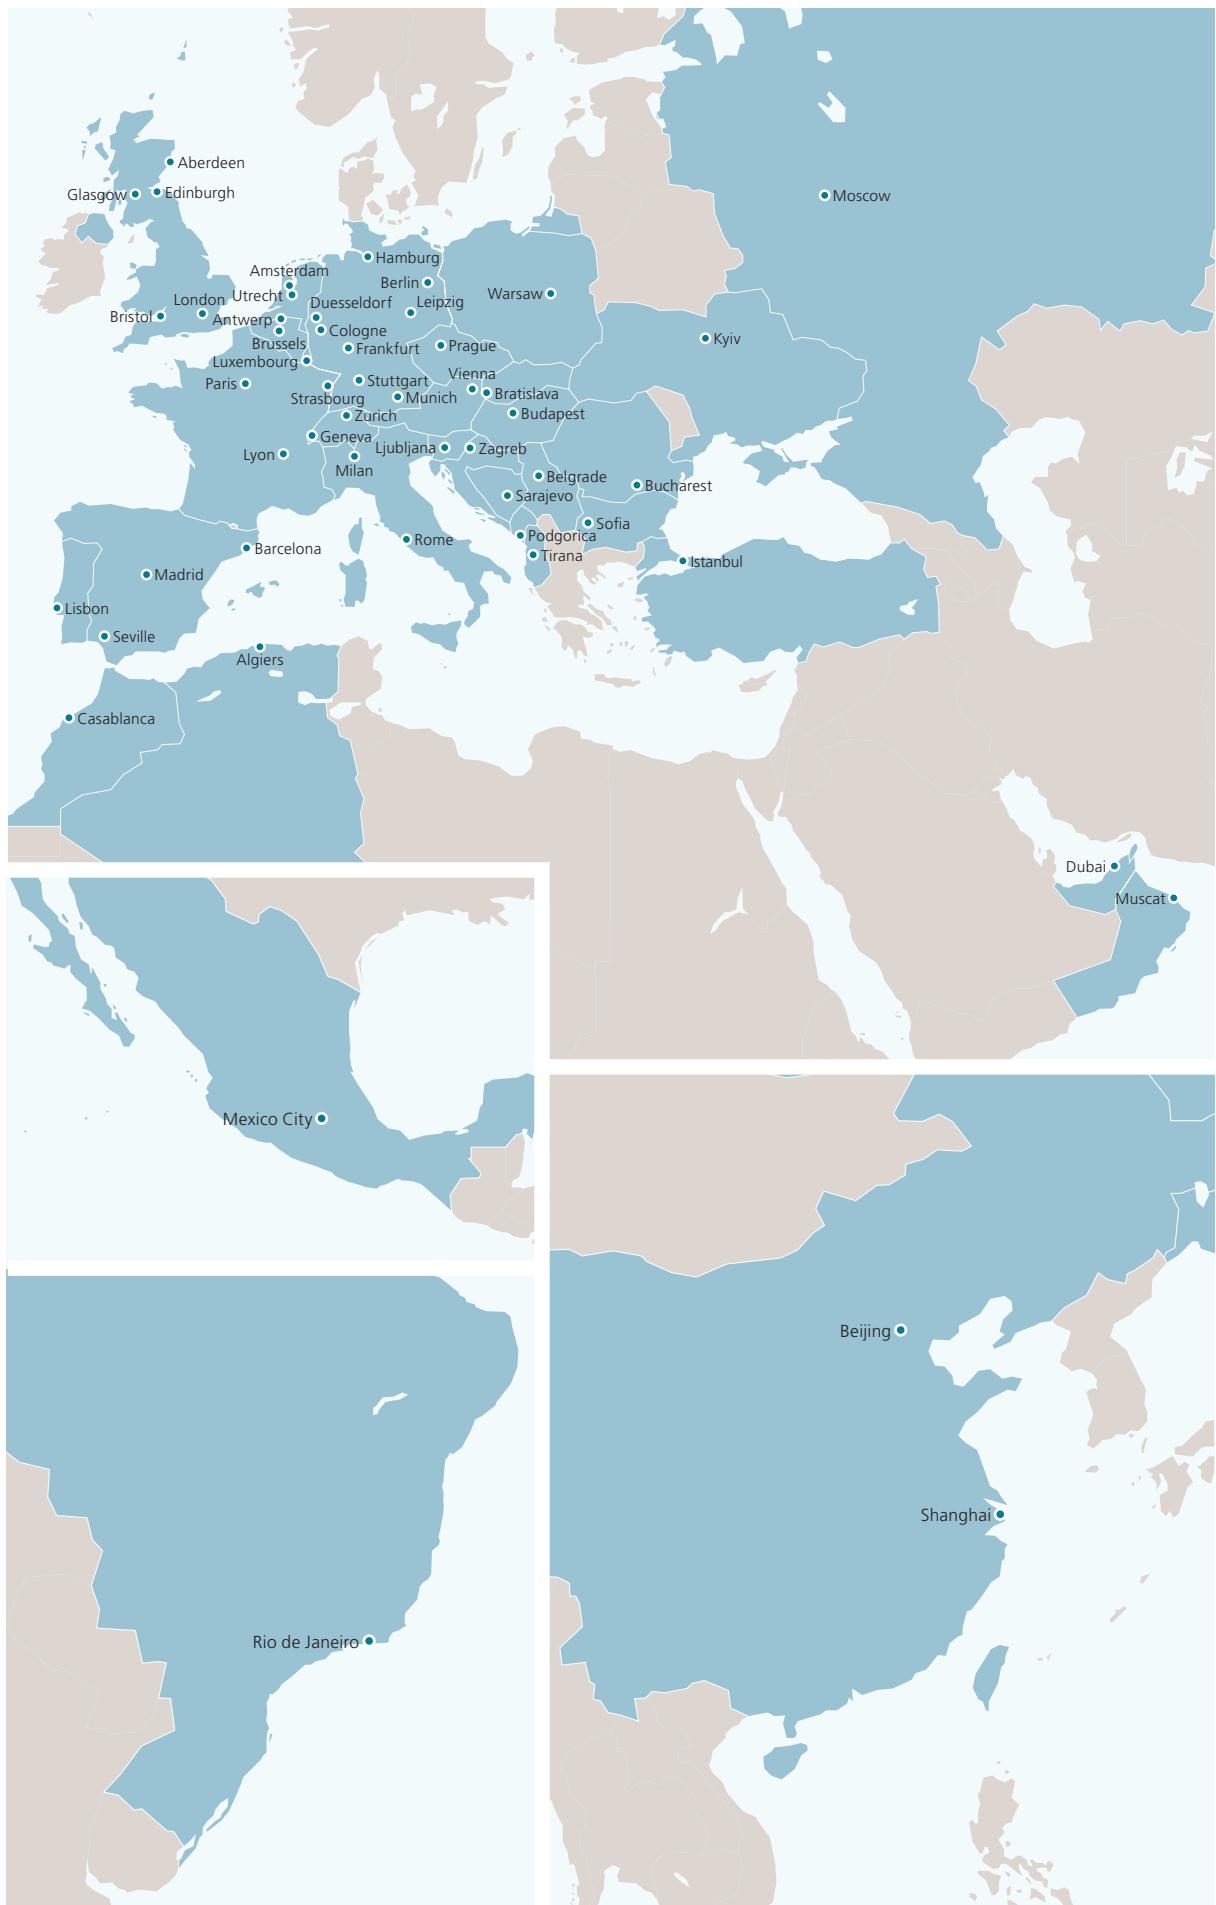 Aberdeen
Glasgow
Edinburgh
Moscow
Hamburg
Amsterdam
Berlin
Utrecht
Warsaw
London
Duesseldorf
Leipzig
Bristol
Antwerp
Cologne
Kyiv
Brussels
Frankfurt
Prague
Luxembourg
Vienna
Paris
Stuttgart
Strasbourg
Munich
Bratislava
Zurich
Budapest
Geneva
Ljubljana
Zagreb
Lyon
Milan
Belgrade
Bucharest
Sarajevo
Sofia
Podgorica
Rome
Barcelona
Tirana
Istanbul
Madrid
Lisbon
Seville
Algiers
Casablanca
Dubai
Muscat
Mexico City
Beijing
Shanghai
Rio de Janeiro